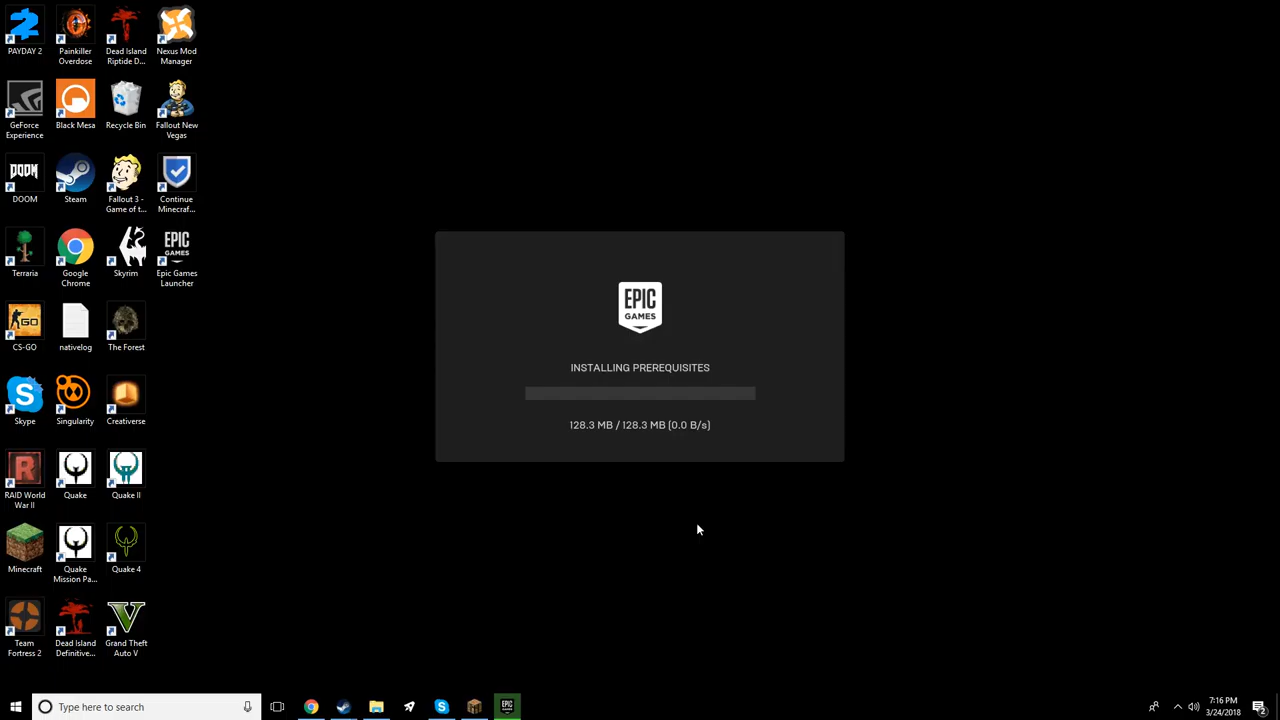 PAYDAY 2
Painkiller
Overdose
Dead Island
Riptide D...
Nexus Mod
Manager
GeForce
Experience
Black Mesa
Recycle Bin
Fallout New
Vegas
DOOM
DOOM
Steam
Fallout 3 -
Game of t...
Continue
Minecraf...
Terraria
Google
Chrome
Skyrim
EPIC
GAMES
Epic Games
Launcher
GO
CS-GO
nativelog
The Forest
Skype
Singularity
Creativerse
RAID World
War II
Quake
Quake II
Minecraft
Quake
Mission Pa...
Quake 4
Team
Fortress 2
Dead Island
Definitive...
Grand Theft
Auto V
EPIC
GAMES
INSTALLING PREREQUISITES
128.3 MB / 128.3 MB (0.0 B/s)
Type here to search
EPIC
7:16 PM
3/24/2018
2